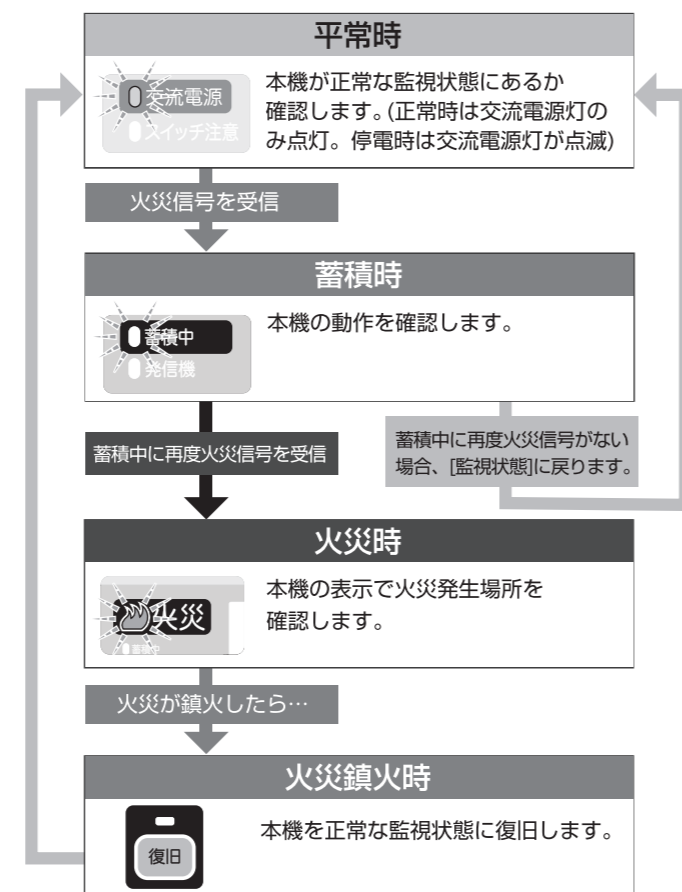 平常時
交流電源
スイッチ注意
本機が正常な監視状態にあるか
確認します。(正常時は交流電源灯の
み点灯。停電時は交流電源灯が点滅)
火災信号を受信
蓄積時
蓄積中
発信機
本機の動作を確認します。
蓄積中に再度火災信号を受信
蓄積中に再度火災信号がない
場合、[監視状態]に戻ります。
火災時
火災
蓄積中
本機の表示で火災発生場所を
確認します。
火災が鎮火したら…
火災鎮火時
復旧
本機を正常な監視状態に復旧します。